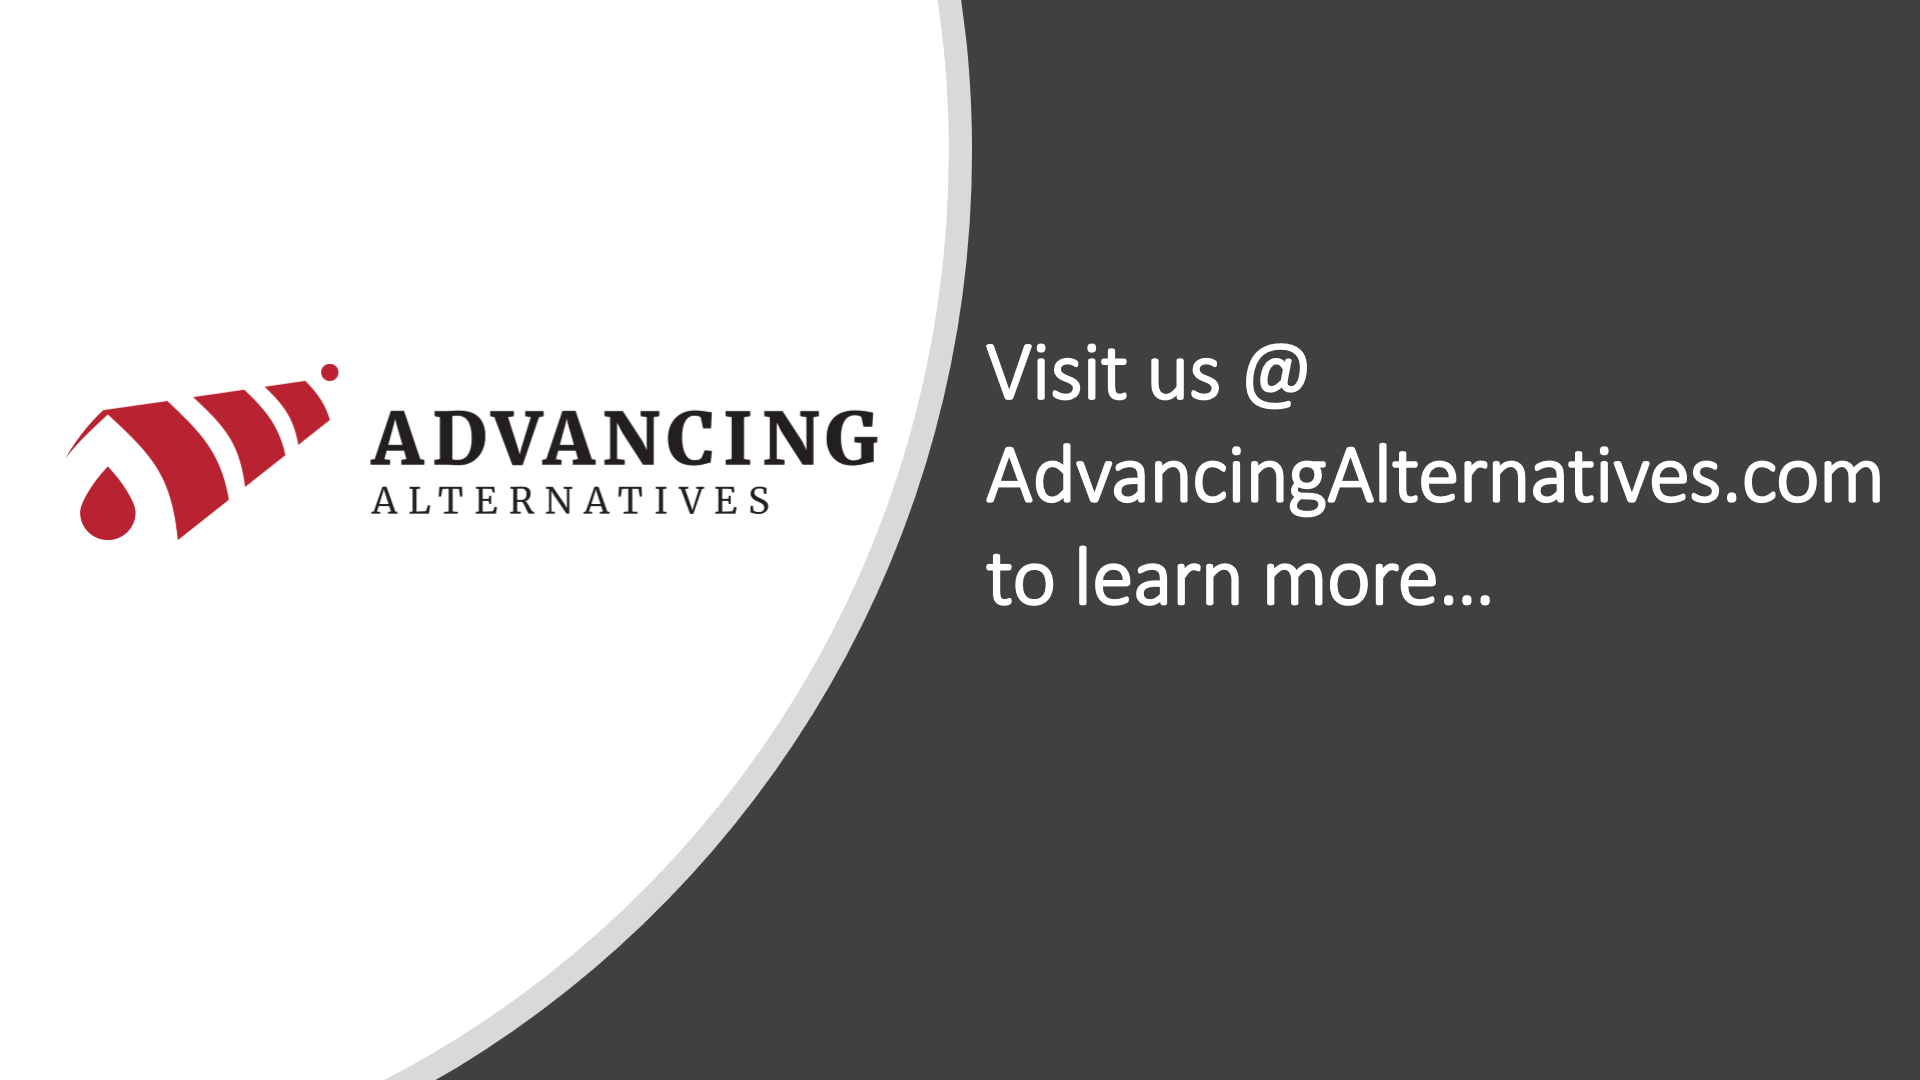 ADVANCING
ALTERNATIVES
Visit us @
AdvancingAlternatives.com
to learn more...